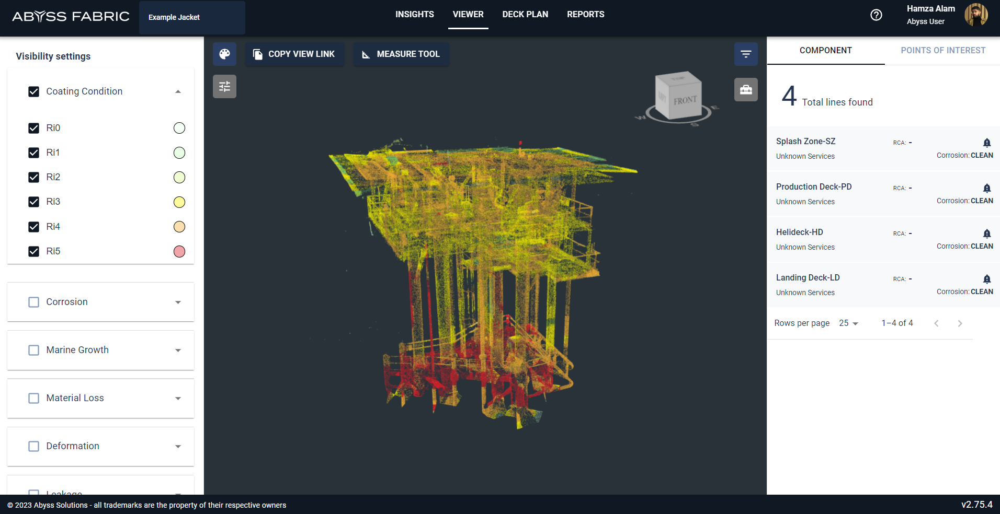 ABYSS FABRIC
Example Jacket
INSIGHTS
VIEWER
DECK PLAN
REPORTS
Hamza Alam
Abyss User
Visibility settings
Coating Condition
Ri0
Ri1
Ri2
Ri3
Ri4
Ri5
Corrosion
Marine Growth
Material Loss
Deformation
Leakage
COPY VIEW LINK
MEASURE TOOL
TOP
LEFT
FRONT
W
S
E
COMPONENT
POINTS OF INTEREST
4 Total lines found
Splash Zone-SZ
RCA: -
Unknown Services
Corrosion: CLEAN
Production Deck-PD
RCA: -
Unknown Services
Corrosion: CLEAN
Helideck-HD
RCA: -
Unknown Services
Corrosion: CLEAN
Landing Deck-LD
RCA: -
Unknown Services
Corrosion: CLEAN
Rows per page 25 1–4 of 4
© 2023 Abyss Solutions - all trademarks are the property of their respective owners
v2.75.4